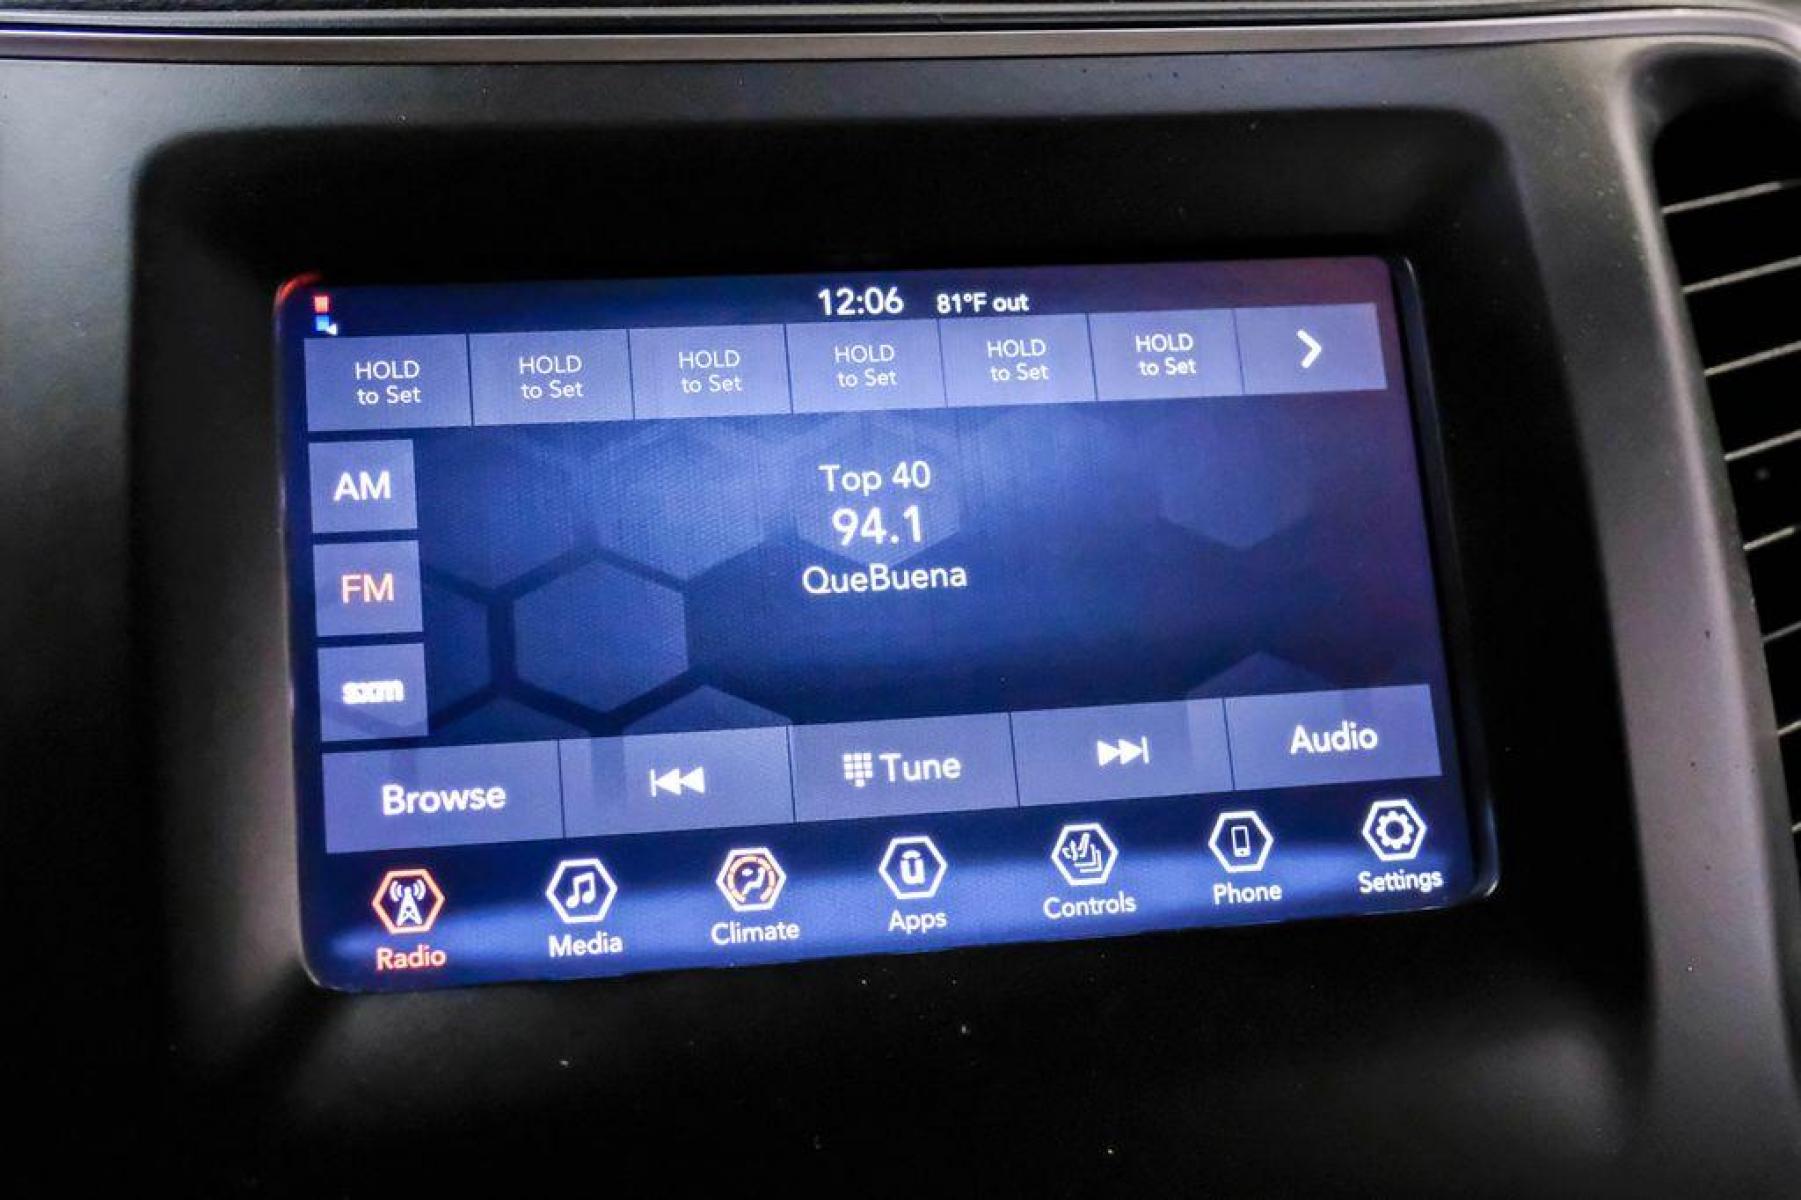 12:06 81°F out
HOLD to Set
HOLD to Set
HOLD to Set
HOLD to Set
HOLD to Set
HOLD to Set
AM
FM
sxm
Top 40
94.1
QueBuena
Browse
Tune
Audio
Radio
Media
Climate
Apps
Controls
Phone
Settings